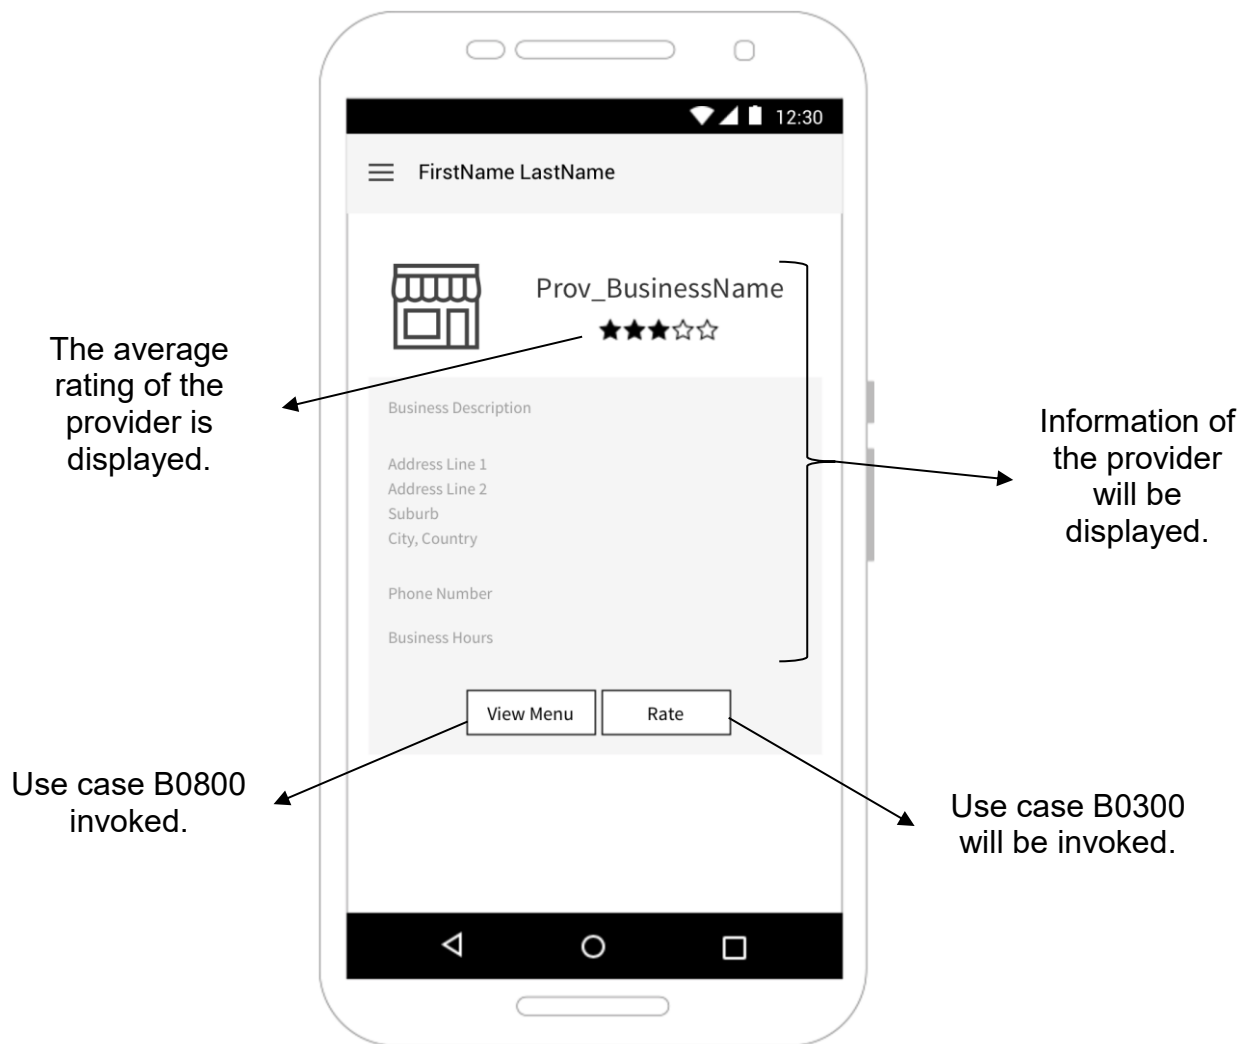 12:30
FirstName LastName
Prov_BusinessName
The average
rating of the
provider is
displayed.
Business Description
Address Line 1
Address Line 2
Suburb
City, Country
Phone Number
Business Hours
Information of
the provider
will be
displayed.
View Menu
Rate
Use case B0800
invoked.
Use case B0300
will be invoked.